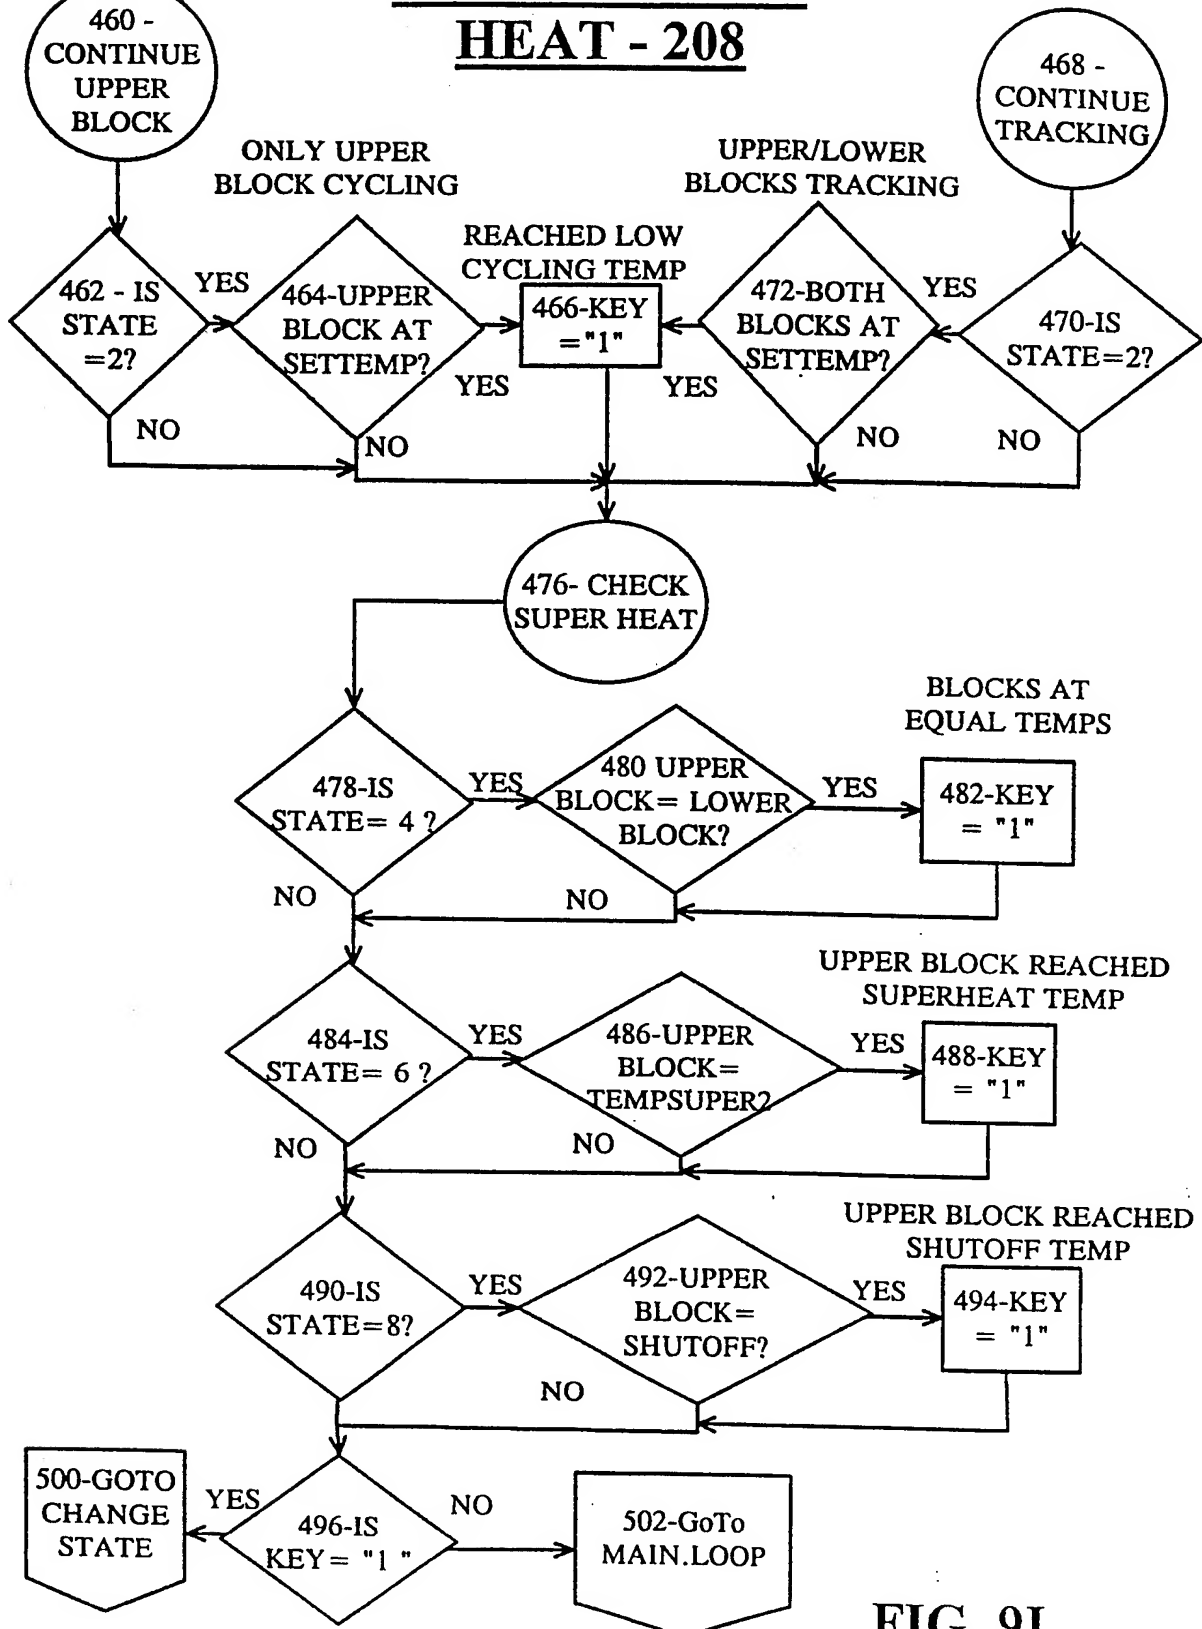 HEAT - 208
460 -
CONTINUE
UPPER
BLOCK
468 -
CONTINUE
TRACKING
ONLY UPPER
BLOCK CYCLING
UPPER/LOWER
BLOCKS TRACKING
REACHED LOW
CYCLING TEMP
462 - IS
STATE
=2?
YES
464-UPPER
BLOCK AT
SETTEMP?
YES
466-KEY
="1"
YES
472-BOTH
BLOCKS AT
SETTEMP?
YES
470-IS
STATE=2?
NO
NO
NO
NO
476- CHECK
SUPER HEAT
478-IS
STATE= 4 ?
YES
480 UPPER
BLOCK= LOWER
BLOCK?
YES
BLOCKS AT
EQUAL TEMPS
482-KEY
= "1"
NO
NO
484-IS
STATE= 6 ?
YES
486-UPPER
BLOCK=
TEMPSUPER?
YES
UPPER BLOCK REACHED
SUPERHEAT TEMP
488-KEY
= "1"
NO
NO
490-IS
STATE=8?
YES
492-UPPER
BLOCK=
SHUTOFF?
YES
UPPER BLOCK REACHED
SHUTOFF TEMP
494-KEY
= "1"
NO
500-GOTO
CHANGE
STATE
YES
496-IS
KEY= "1 "
NO
502-GoTo
MAIN.LOOP
FIG.